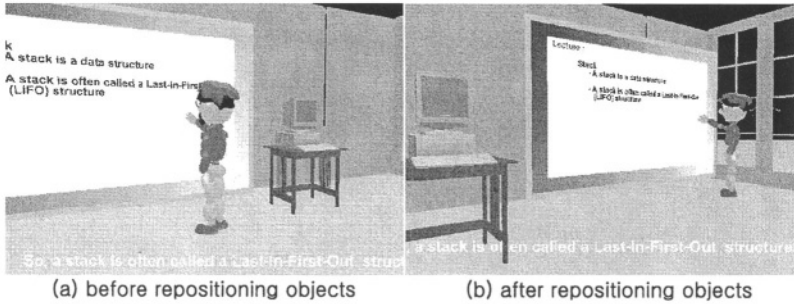 k
A stack is a data structure
A stack is often called a Last-in-First
(LIFO) structure
So, a stack is often called a Last-In-First-Out struct
Lecture :
Stack
- A stack is a data structure
- A stack is often called a Last-in-First-Out
(LIFO) structure
, a stack is often called a Last-In-First-Out structure
(a) before repositioning objects
(b) after repositioning objects